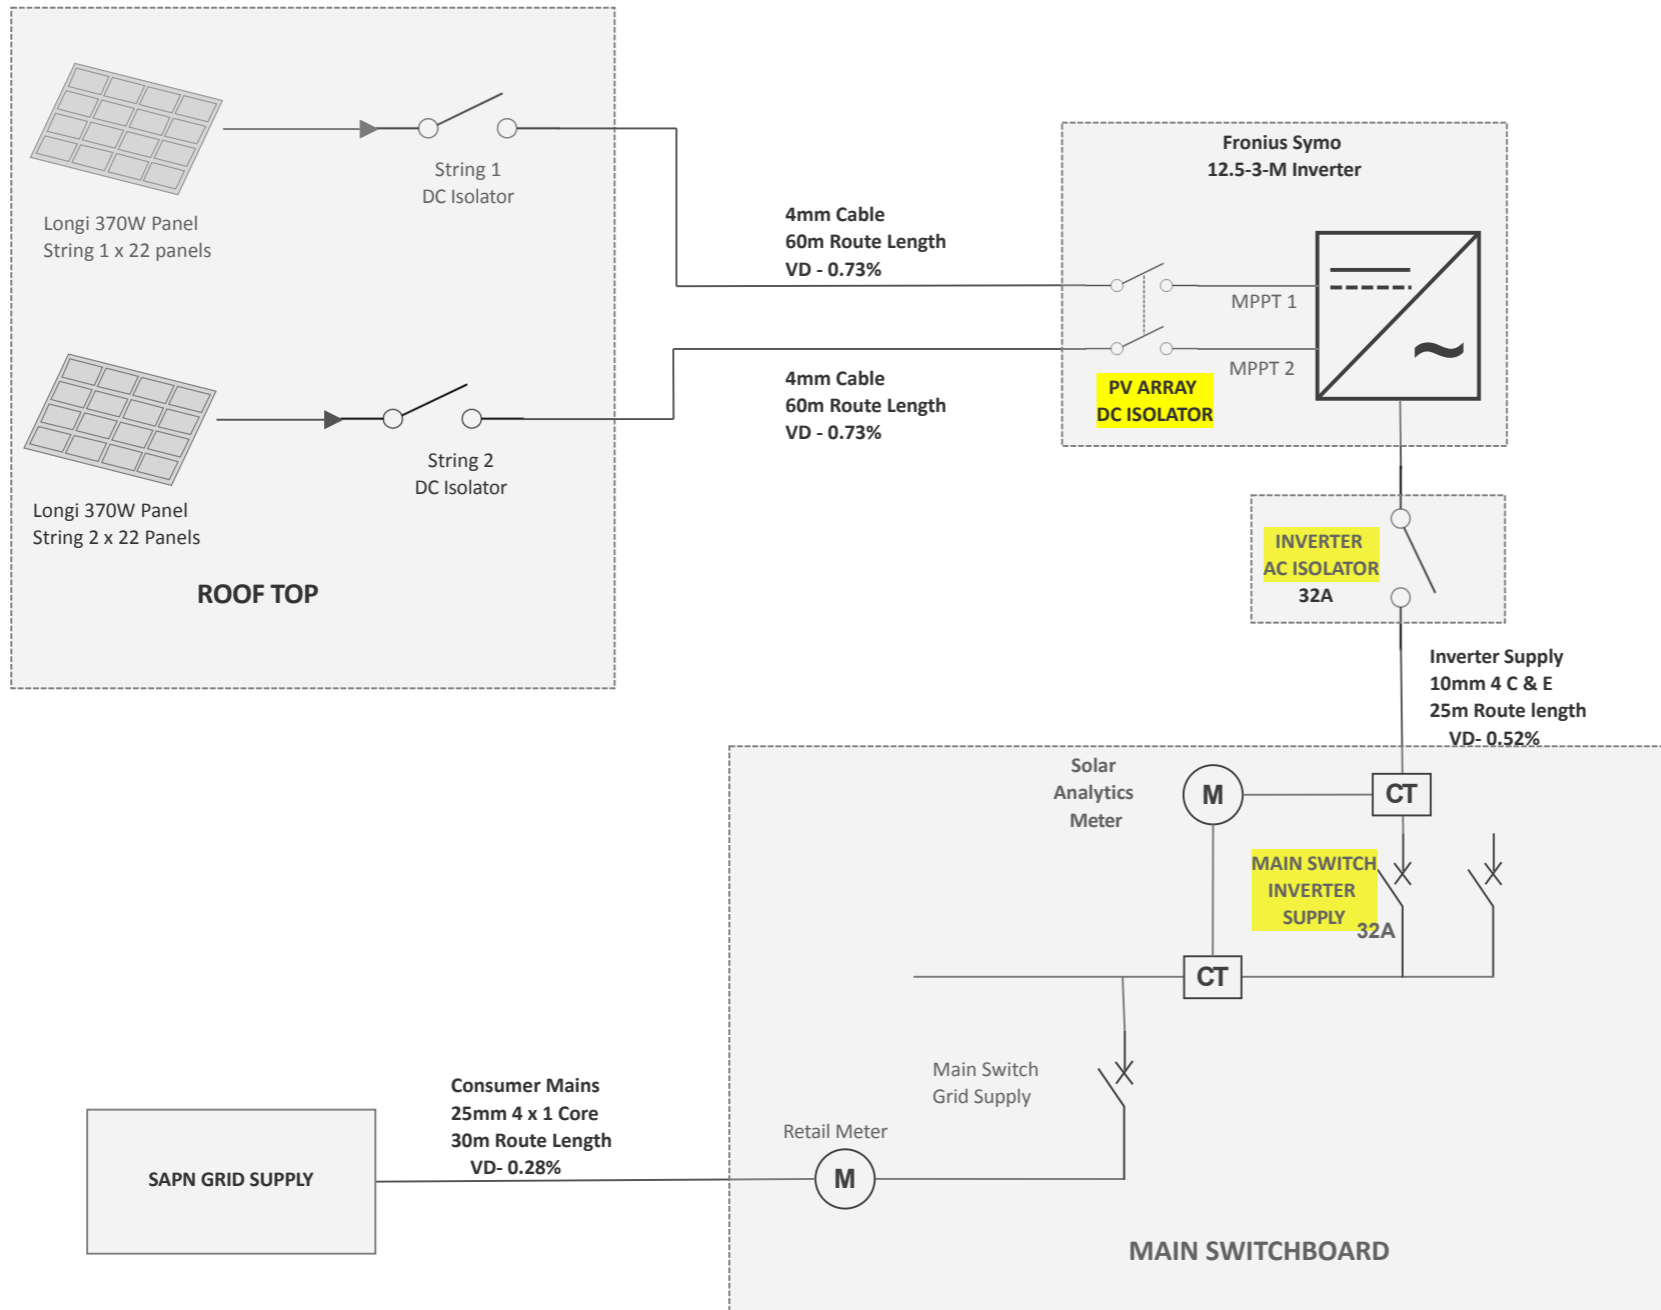 String 1
DC Isolator
Longi 370W Panel
String 1 x 22 panels
String 2
DC Isolator
Longi 370W Panel
String 2 x 22 Panels
ROOF TOP
4mm Cable
60m Route Length
VD - 0.73%
4mm Cable
60m Route Length
VD - 0.73%
Fronius Symo
12.5-3-M Inverter
MPPT 1
MPPT 2
~
PV ARRAY
DC ISOLATOR
INVERTER
AC ISOLATOR
32A
Inverter Supply
10mm 4 C & E
25m Route length
VD- 0.52%
Solar
Analytics
Meter
M
CT
MAIN SWITCH
INVERTER
SUPPLY
32A
CT
Main Switch
Grid Supply
Consumer Mains
25mm 4 x 1 Core
30m Route Length
VD- 0.28%
Retail Meter
M
SAPN GRID SUPPLY
MAIN SWITCHBOARD